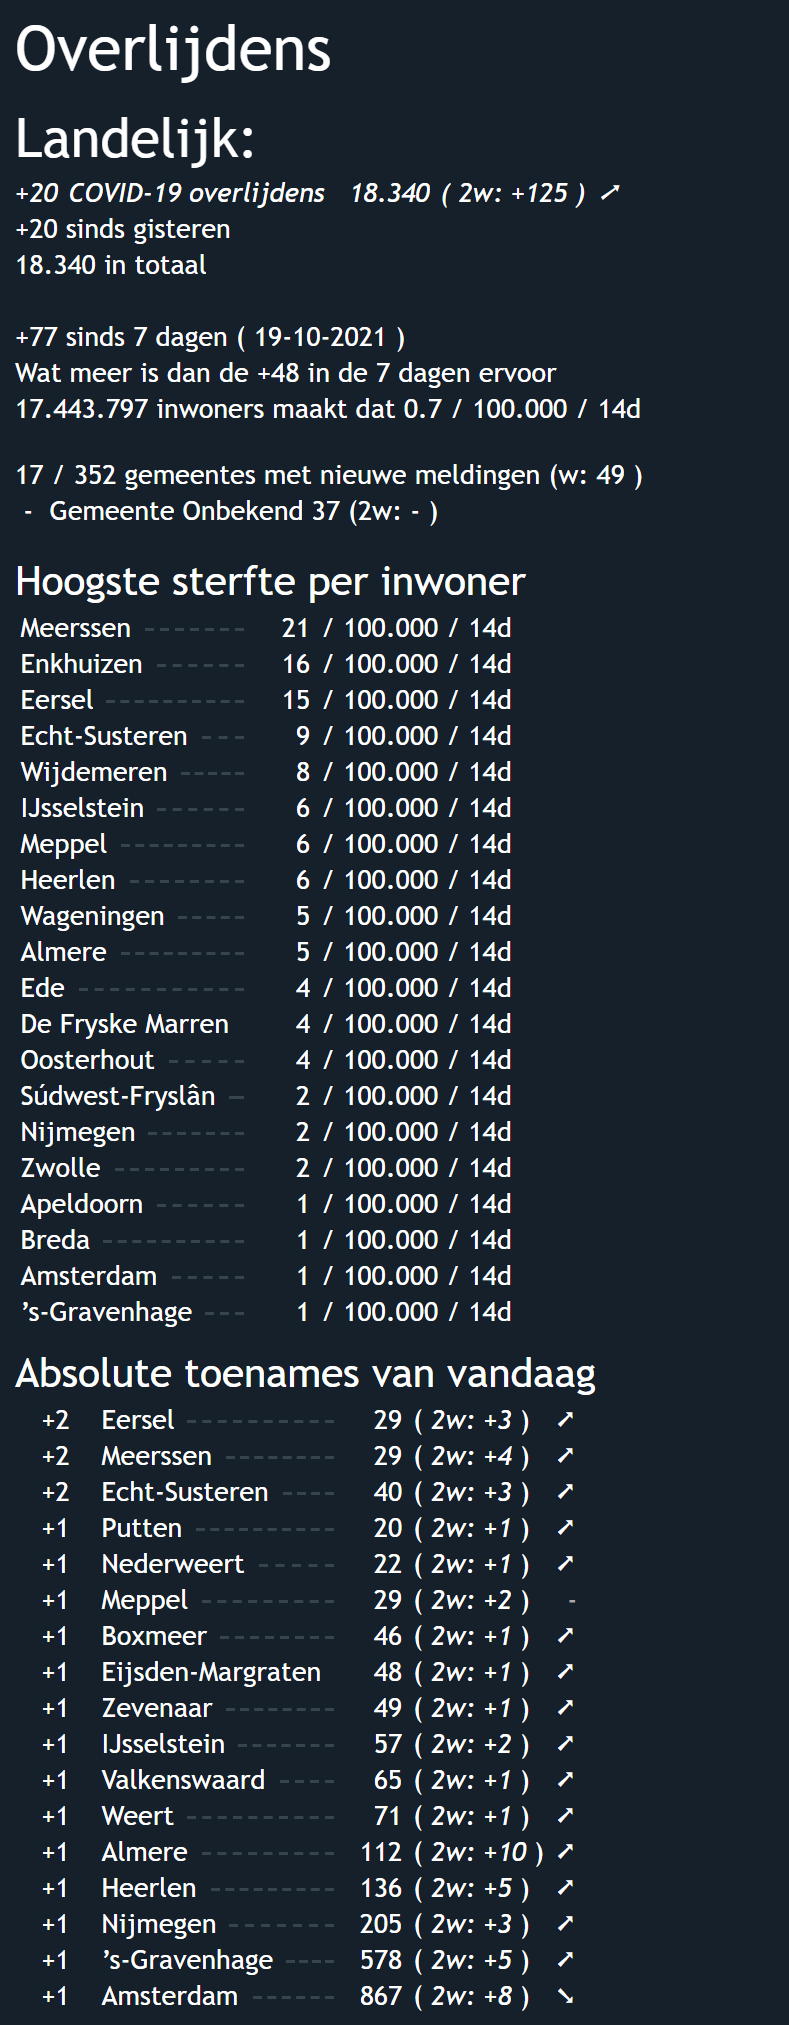 Overlijdens
Landelijk:
+20 COVID-19 overlijdens 18.340 ( 2w: +125 ) ➚
+20 sinds gisteren
18.340 in totaal
+77 sinds 7 dagen ( 19-10-2021 )
Wat meer is dan de +48 in de 7 dagen ervoor
17.443.797 inwoners maakt dat 0.7 / 100.000 / 14d
17 / 352 gemeentes met nieuwe meldingen (w: 49 )
- Gemeente Onbekend 37 (2w: - )
Hoogste sterfte per inwoner
Meerssen ------- 21 / 100.000 / 14d
Enkhuizen ------ 16 / 100.000 / 14d
Eersel ---------- 15 / 100.000 / 14d
Echt-Susteren --- 9 / 100.000 / 14d
Wijdemeren ----- 8 / 100.000 / 14d
IJsselstein ------ 6 / 100.000 / 14d
Meppel --------- 6 / 100.000 / 14d
Heerlen -------- 6 / 100.000 / 14d
Wageningen ----- 5 / 100.000 / 14d
Almere --------- 5 / 100.000 / 14d
Ede ------------ 4 / 100.000 / 14d
De Fryske Marren 4 / 100.000 / 14d
Oosterhout ----- 4 / 100.000 / 14d
Súdwest-Fryslân – 2 / 100.000 / 14d
Nijmegen ------- 2 / 100.000 / 14d
Zwolle --------- 2 / 100.000 / 14d
Apeldoorn ------ 1 / 100.000 / 14d
Breda ---------- 1 / 100.000 / 14d
Amsterdam ----- 1 / 100.000 / 14d
’s-Gravenhage --- 1 / 100.000 / 14d
Absolute toenames van vandaag
+2 Eersel ---------- 29 ( 2w: +3 ) ➚
+2 Meerssen -------- 29 ( 2w: +4 ) ➚
+2 Echt-Susteren ---- 40 ( 2w: +3 ) ➚
+1 Putten ---------- 20 ( 2w: +1 ) ➚
+1 Nederweert ----- 22 ( 2w: +1 ) ➚
+1 Meppel --------- 29 ( 2w: +2 ) -
+1 Boxmeer -------- 46 ( 2w: +1 ) ➚
+1 Eijsden-Margraten 48 ( 2w: +1 ) ➚
+1 Zevenaar -------- 49 ( 2w: +1 ) ➚
+1 IJsselstein ------- 57 ( 2w: +2 ) ➚
+1 Valkenswaard ---- 65 ( 2w: +1 ) ➚
+1 Weert ----------- 71 ( 2w: +1 ) ➚
+1 Almere --------- 112 ( 2w: +10 ) ➚
+1 Heerlen --------- 136 ( 2w: +5 ) ➚
+1 Nijmegen ------- 205 ( 2w: +3 ) ➚
+1 ’s-Gravenhage ---- 578 ( 2w: +5 ) ➚
+1 Amsterdam ------ 867 ( 2w: +8 ) ➘